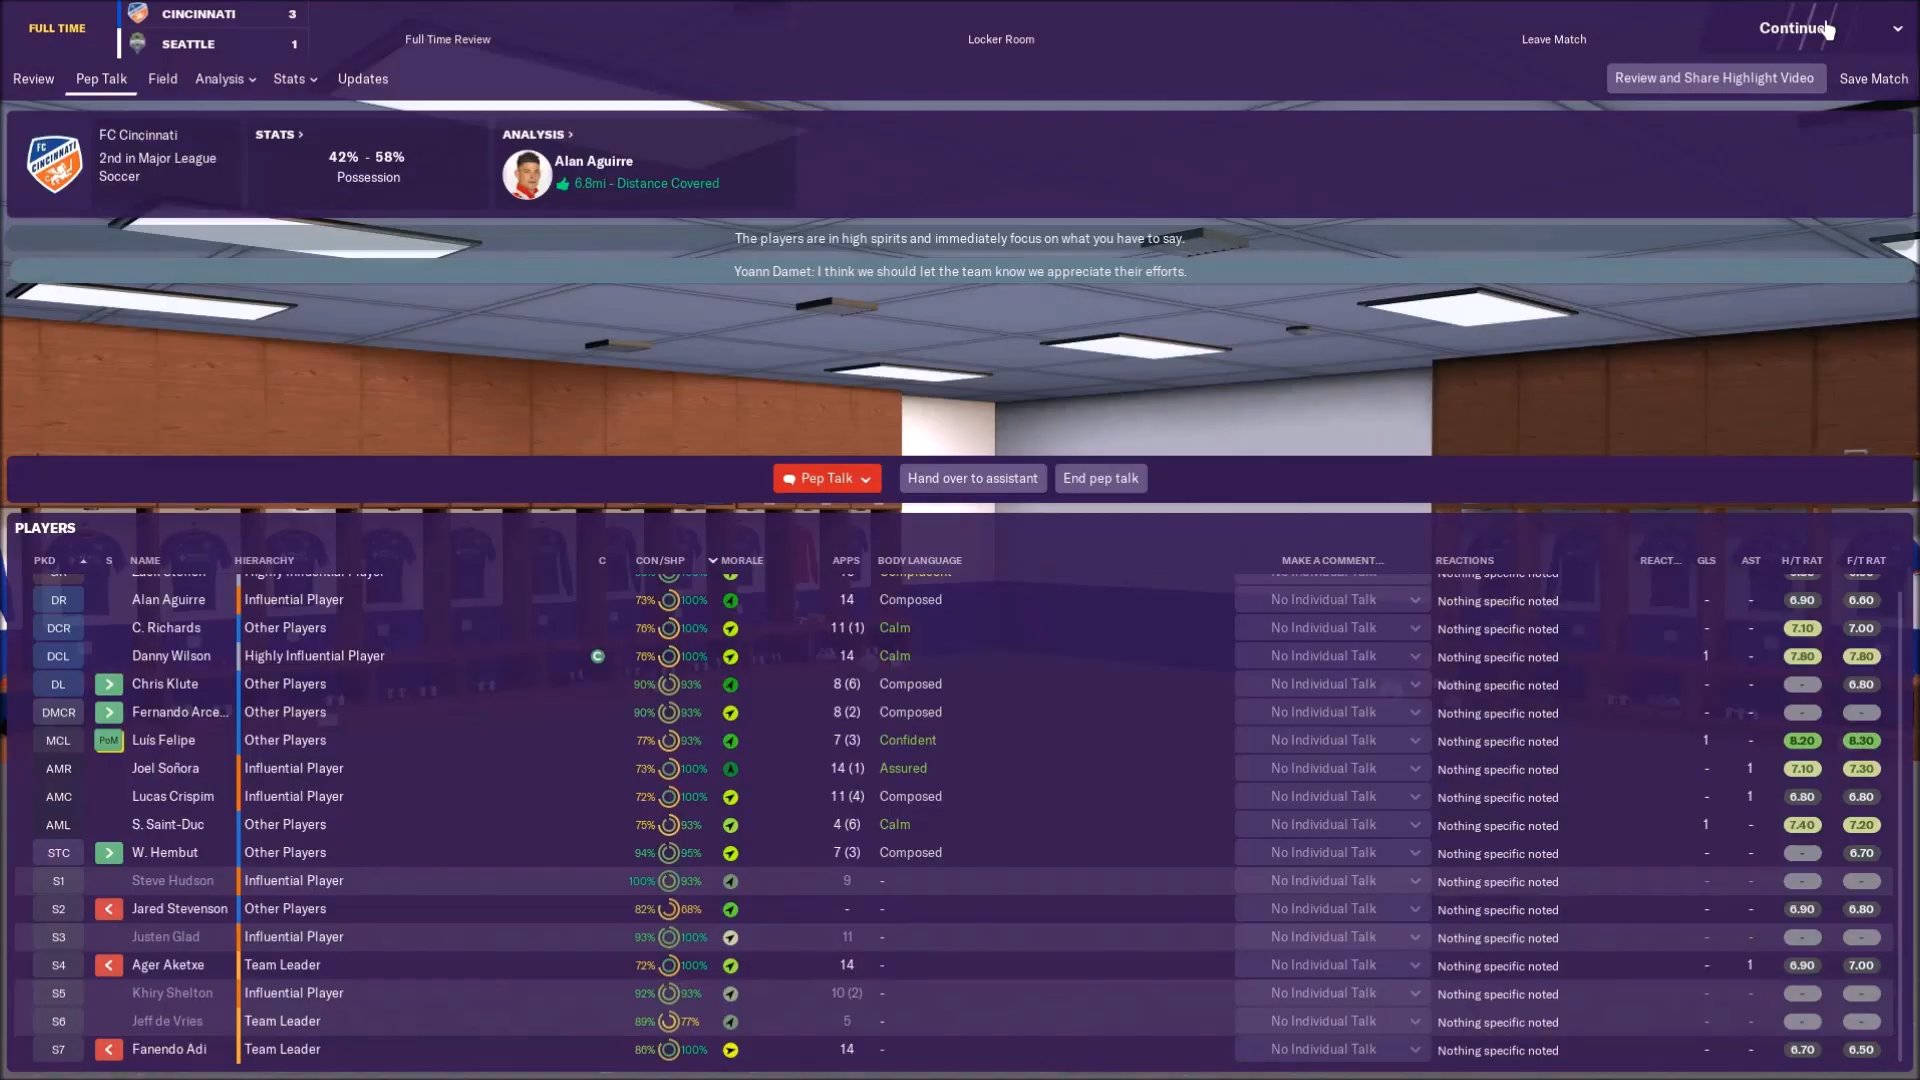 FULL TIME
CINCINNATI 3
SEATTLE 1
Full Time Review
Locker Room
Leave Match
Continue
Review Pep Talk Field Analysis Stats Updates
Review and Share Highlight Video Save Match
FC CINCINNATI
FC Cincinnati
2nd in Major League
Soccer
STATS >
42% - 58%
Possession
ANALYSIS >
Alan Aguirre
6.8mi - Distance Covered
The players are in high spirits and immediately focus on what you have to say.
Yoann Damet: I think we should let the team know we appreciate their efforts.
Pep Talk Hand over to assistant End pep talk
PLAYERS
PKD S NAME HIERARCHY C CON/SHP MORALE APPS BODY LANGUAGE MAKE A COMMENT... REACTIONS REACT... GLS AST H/T RAT F/T RAT
DR Alan Aguirre Influential Player 73% 100% 14 Composed No Individual Talk Nothing specific noted - - 6.90 6.60
DCR C. Richards Other Players 76% 100% 11 (1) Calm No Individual Talk Nothing specific noted - - 7.10 7.00
DCL Danny Wilson Highly Influential Player C 76% 100% 14 Calm No Individual Talk Nothing specific noted 1 - 7.80 7.80
DL Chris Klute Other Players 90% 93% 8 (6) Composed No Individual Talk Nothing specific noted - - - 6.80
DMCR Fernando Arce... Other Players 90% 93% 8 (2) Composed No Individual Talk Nothing specific noted - - - -
MCL PoM Luís Felipe Other Players 77% 93% 7 (3) Confident No Individual Talk Nothing specific noted 1 - 8.20 8.30
AMR Joel Soñora Influential Player 73% 100% 14 (1) Assured No Individual Talk Nothing specific noted - 1 7.10 7.30
AMC Lucas Crispim Influential Player 72% 100% 11 (4) Composed No Individual Talk Nothing specific noted - 1 6.80 6.80
AML S. Saint-Duc Other Players 75% 93% 4 (6) Calm No Individual Talk Nothing specific noted 1 - 7.40 7.20
STC W. Hembut Other Players 94% 95% 7 (3) Composed No Individual Talk Nothing specific noted - - - 6.70
S1 Steve Hudson Influential Player 100% 93% 9 - No Individual Talk Nothing specific noted - - - -
S2 Jared Stevenson Other Players 82% 68% - - No Individual Talk Nothing specific noted - - 6.90 6.80
S3 Justen Glad Influential Player 93% 100% 11 - No Individual Talk Nothing specific noted - - - -
S4 Ager Aketxe Team Leader 72% 100% 14 - No Individual Talk Nothing specific noted - 1 6.90 7.00
S5 Khiry Shelton Influential Player 92% 93% 10 (2) - No Individual Talk Nothing specific noted - - - -
S6 Jeff de Vries Team Leader 89% 77% 5 - No Individual Talk Nothing specific noted - - - -
S7 Fanendo Adi Team Leader 86% 100% 14 - No Individual Talk Nothing specific noted - - 6.70 6.50